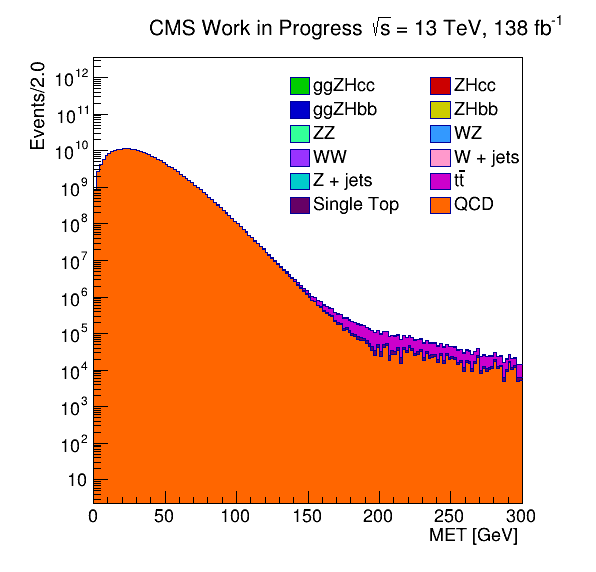 CMS Work in Progress √s = 13 TeV, 138 fb⁻¹
Events/2.0
10¹²
10¹¹
10¹⁰
10⁹
10⁸
10⁷
10⁶
10⁵
10⁴
10³
10²
10
ggZHcc ZHcc
ggZHbb ZHbb
ZZ WZ
WW W + jets
Z + jets tt̄
Single Top QCD
0 50 100 150 200 250 300
MET [GeV]